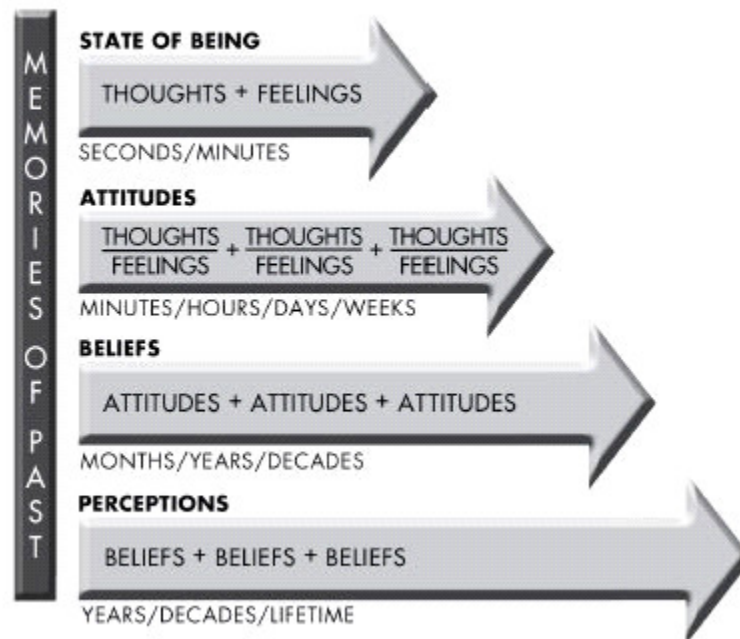 MEMORIES OF PAST
STATE OF BEING
THOUGHTS + FEELINGS
SECONDS/MINUTES
ATTITUDES
THOUGHTS + THOUGHTS + THOUGHTS
FEELINGS FEELINGS FEELINGS
MINUTES/HOURS/DAYS/WEEKS
BELIEFS
ATTITUDES + ATTITUDES + ATTITUDES
MONTHS/YEARS/DECADES
PERCEPTIONS
BELIEFS + BELIEFS + BELIEFS
YEARS/DECADES/LIFETIME